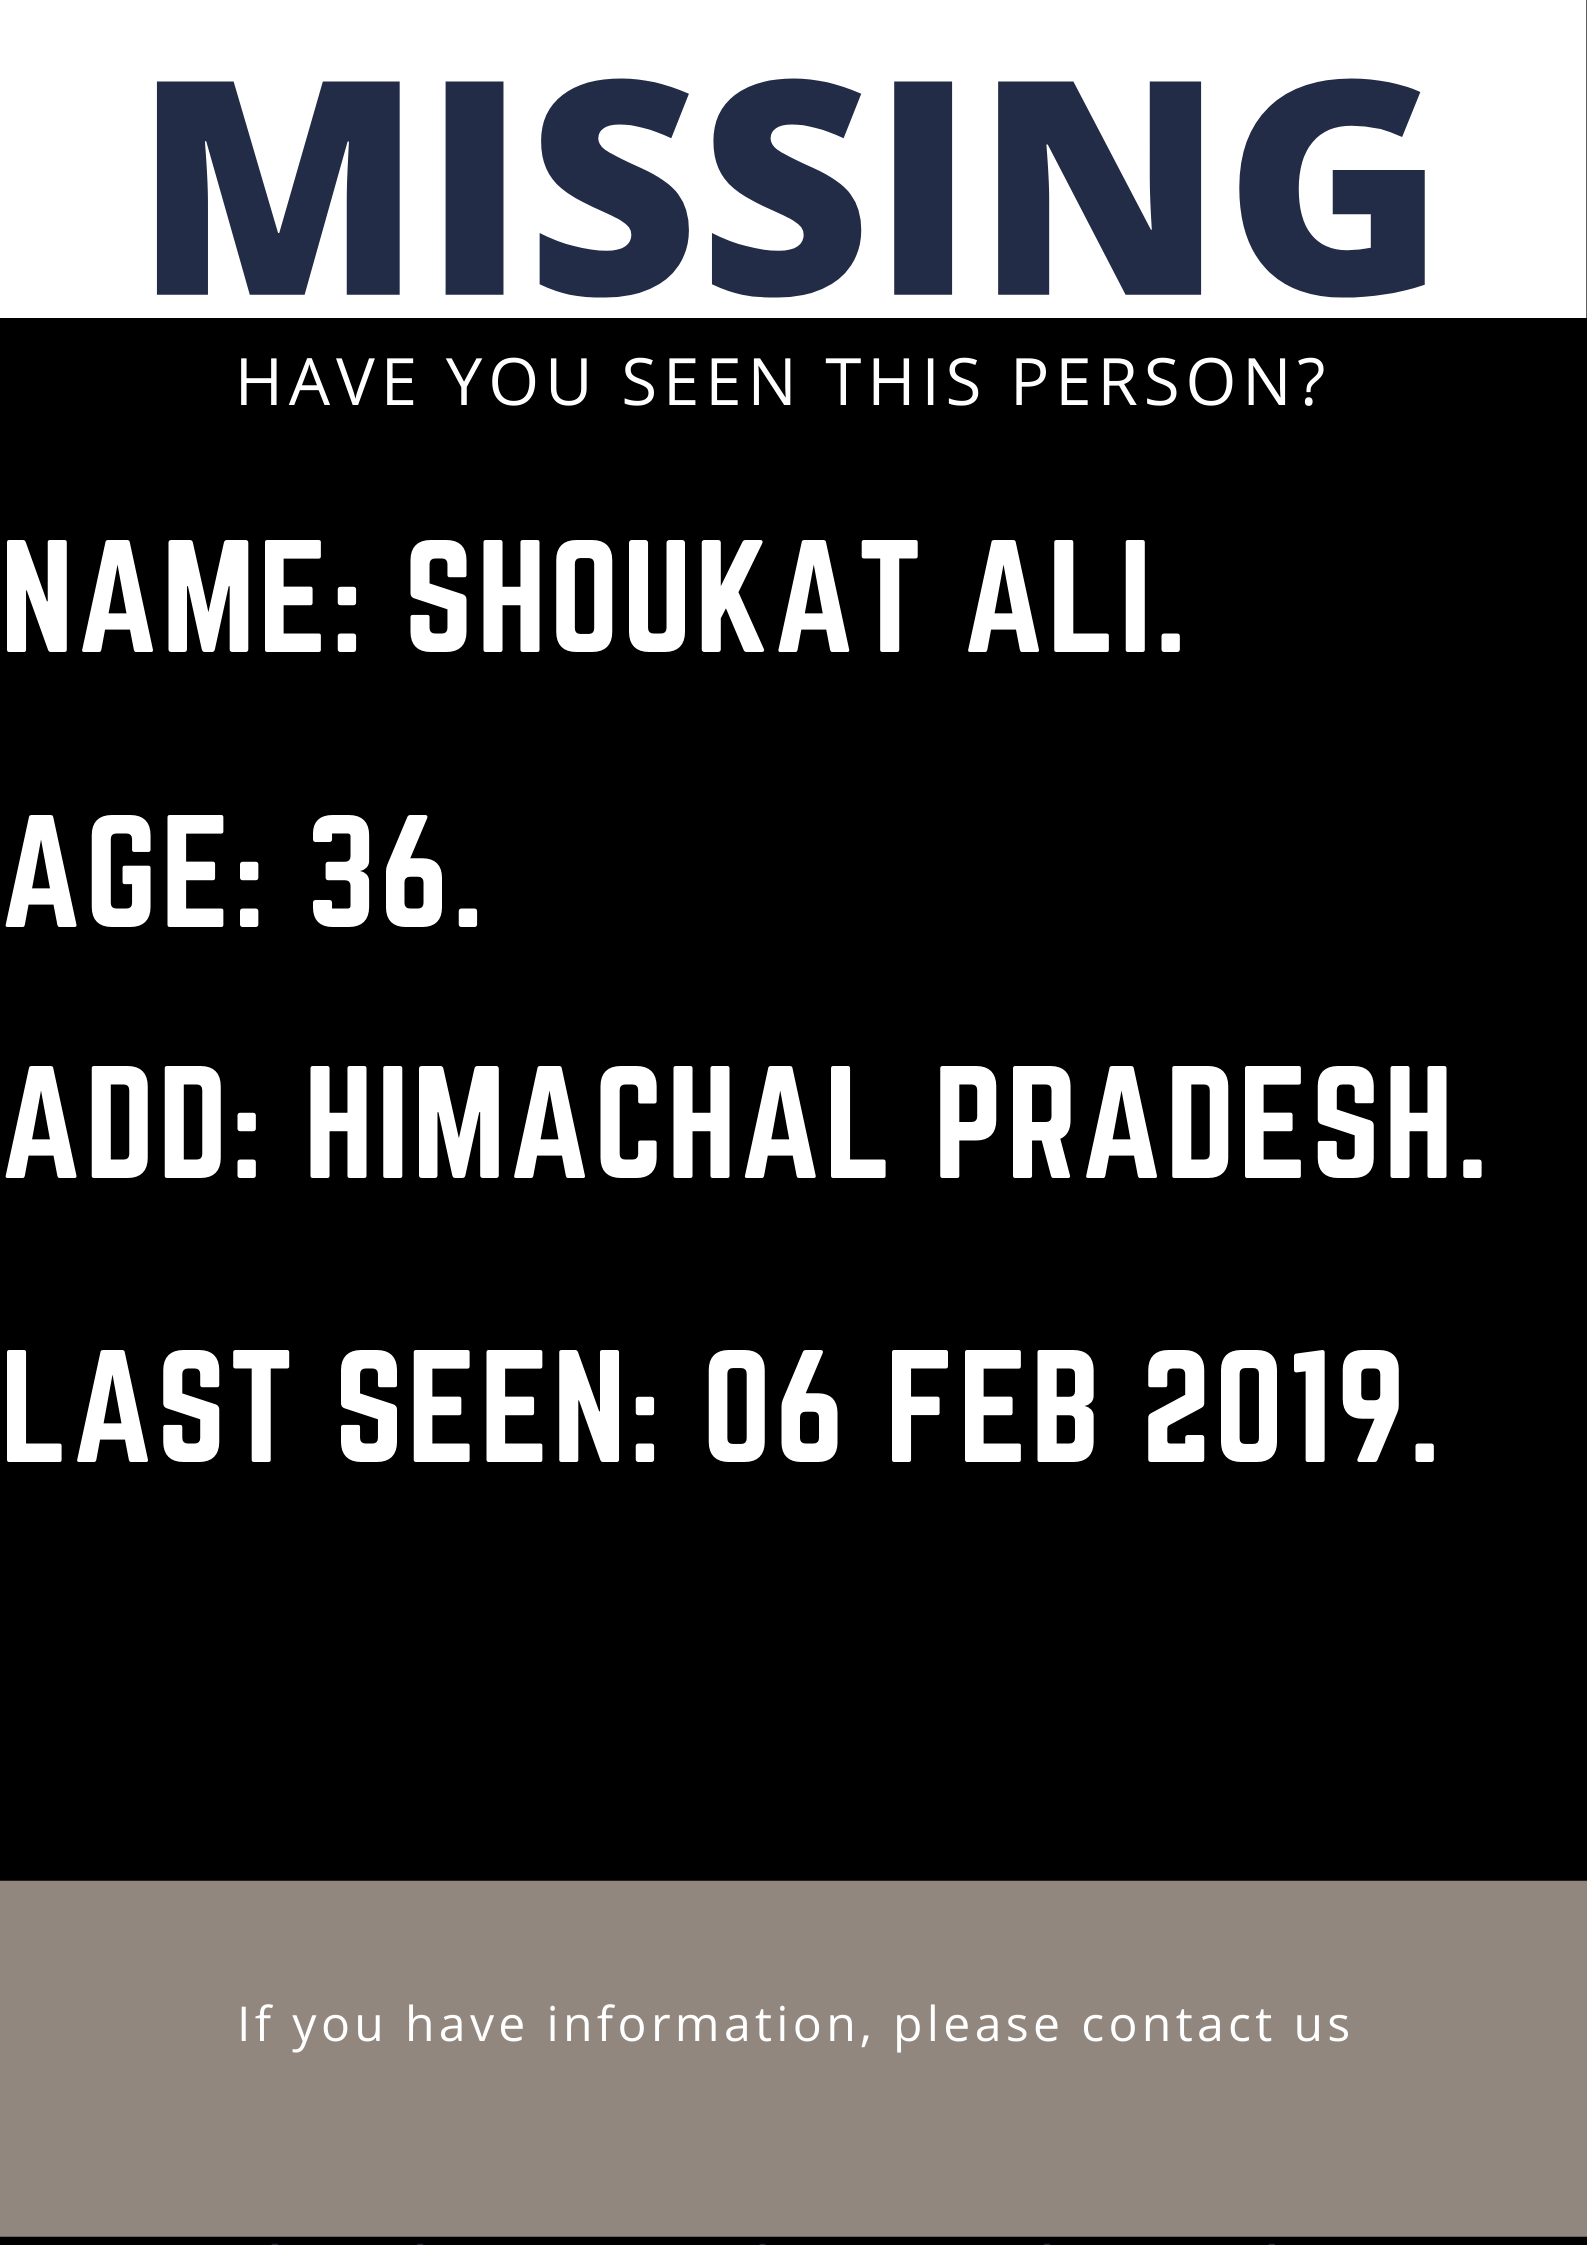 MISSING
HAVE YOU SEEN THIS PERSON?
NAME: SHOUKAT ALI.
AGE: 36.
ADD: HIMACHAL PRADESH.
LAST SEEN: 06 FEB 2019.
If you have information, please contact us